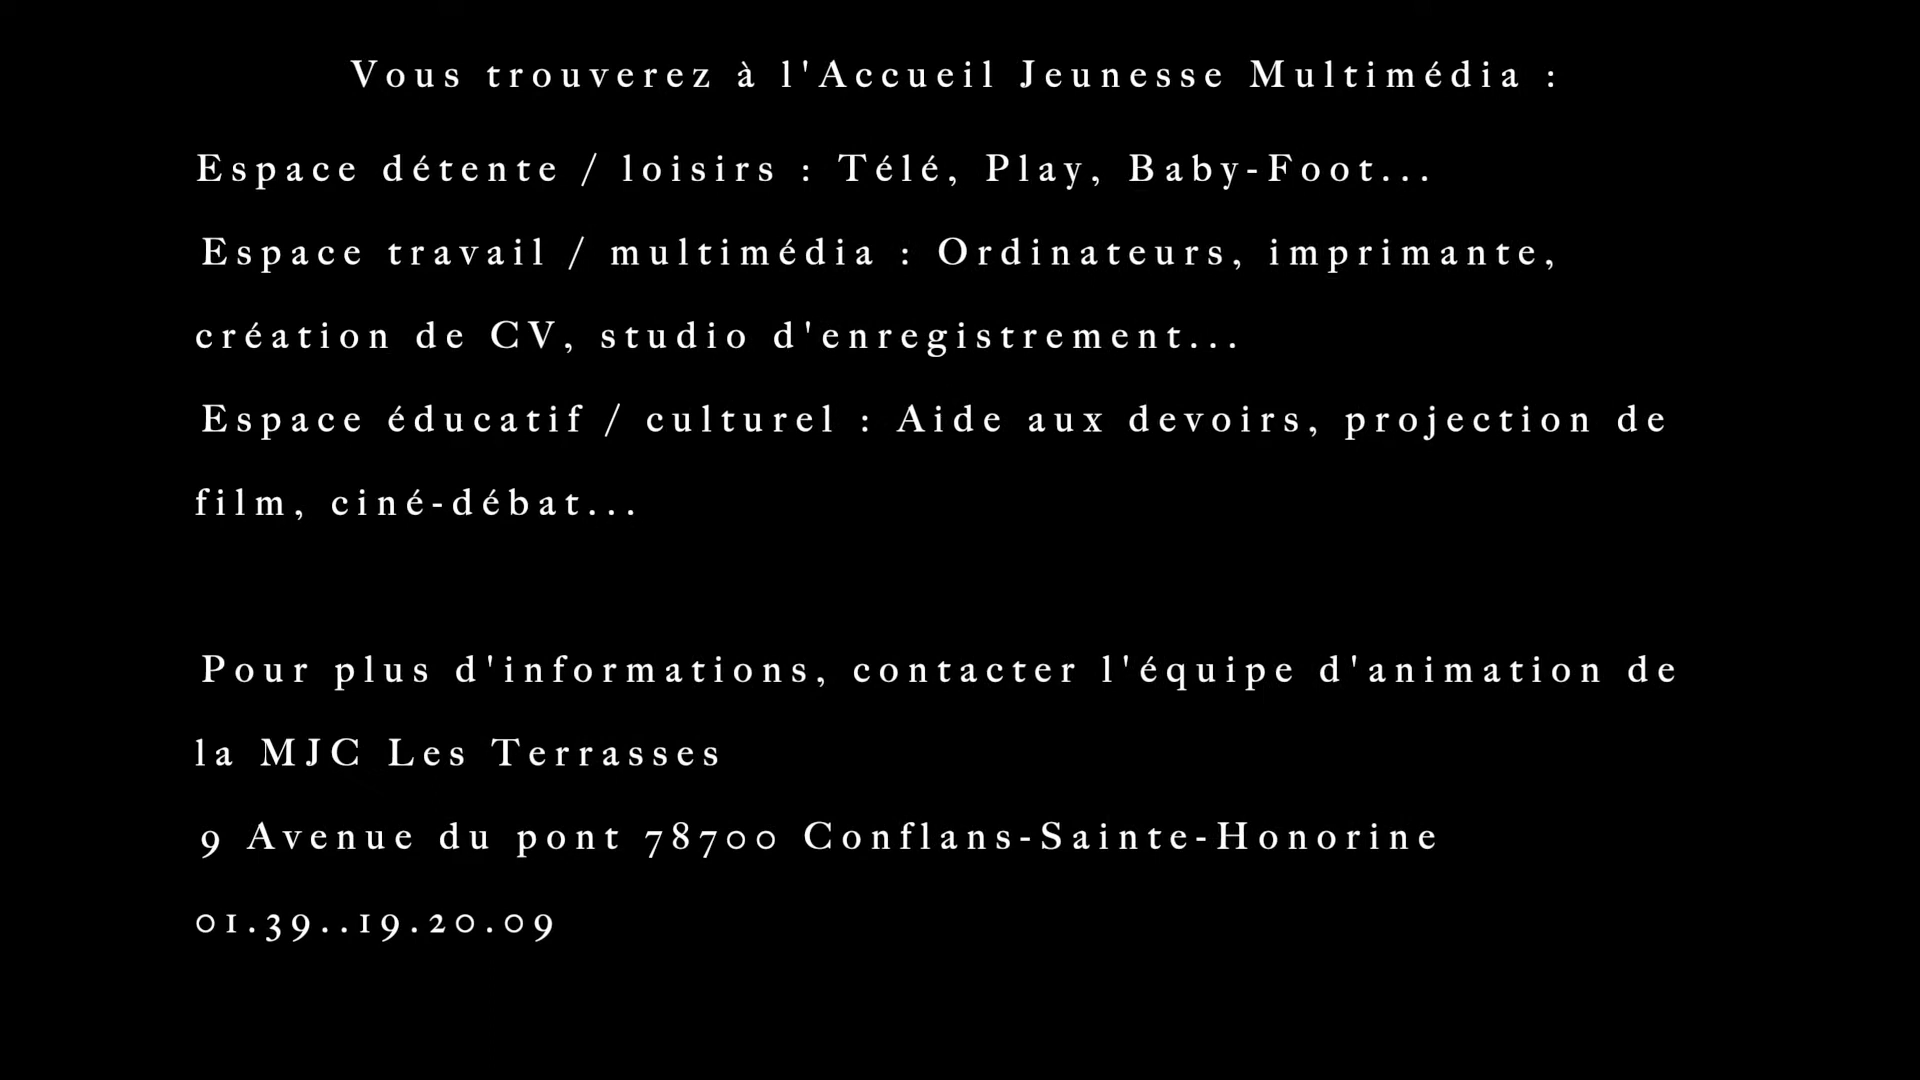 Vous trouverez à l'Accueil Jeunesse Multimédia :
Espace détente / loisirs : Télé, Play, Baby-Foot...
Espace travail / multimédia : Ordinateurs, imprimante,
création de CV, studio d'enregistrement...
Espace éducatif / culturel : Aide aux devoirs, projection de
film, ciné-débat...
Pour plus d'informations, contacter l'équipe d'animation de
la MJC Les Terrasses
9 Avenue du pont 78700 Conflans-Sainte-Honorine
01.39..19.20.09